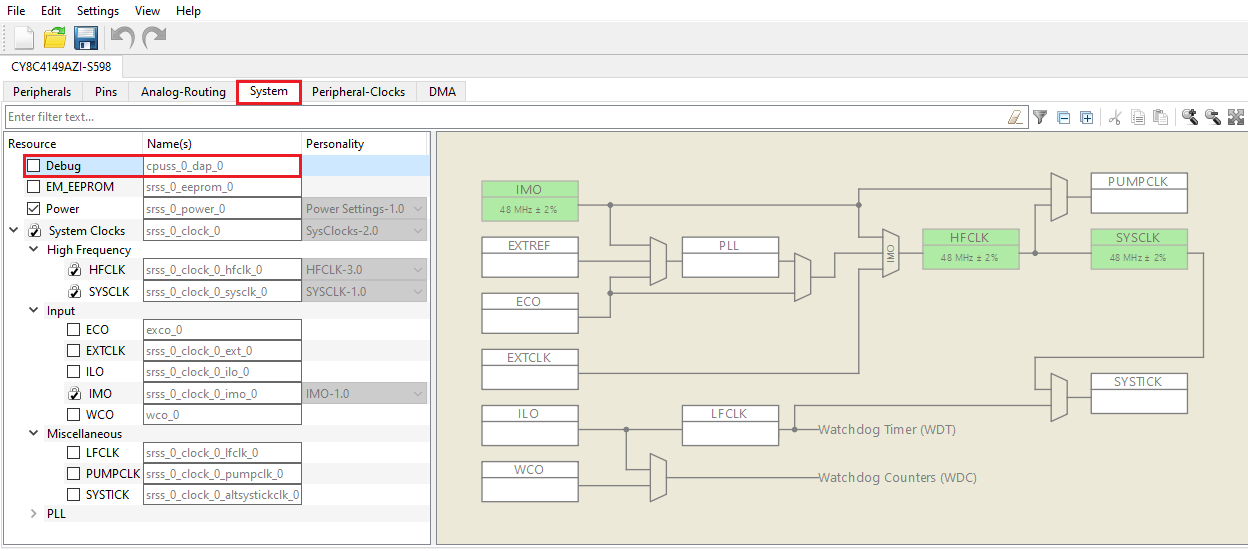 File Edit Settings View Help
CY8C4149AZI-S598
Peripherals Pins Analog-Routing System Peripheral-Clocks DMA
Enter filter text...
Resource Name(s) Personality
Debug cpuss_0_dap_0
EM_EEPROM srss_0_eeprom_0
Power srss_0_power_0 Power Settings-1.0
System Clocks srss_0_clock_0 SysClocks-2.0
High Frequency
HFCLK srss_0_clock_0_hfclk_0 HFCLK-3.0
SYSCLK srss_0_clock_0_sysclk_0 SYSCLK-1.0
Input
ECO exco_0
EXTCLK srss_0_clock_0_ext_0
ILO srss_0_clock_0_ilo_0
IMO srss_0_clock_0_imo_0 IMO-1.0
WCO wco_0
Miscellaneous
LFCLK srss_0_clock_0_lfclk_0
PUMPCLK srss_0_clock_0_pumpclk_0
SYSTICK srss_0_clock_0_altsystickclk_0
PLL
IMO
48 MHz ± 2%
PUMPCLK
EXTREF
PLL
IMO
HFCLK
48 MHz ± 2%
SYSCLK
48 MHz ± 2%
ECO
EXTCLK
SYSTICK
ILO
LFCLK
Watchdog Timer (WDT)
WCO
Watchdog Counters (WDC)